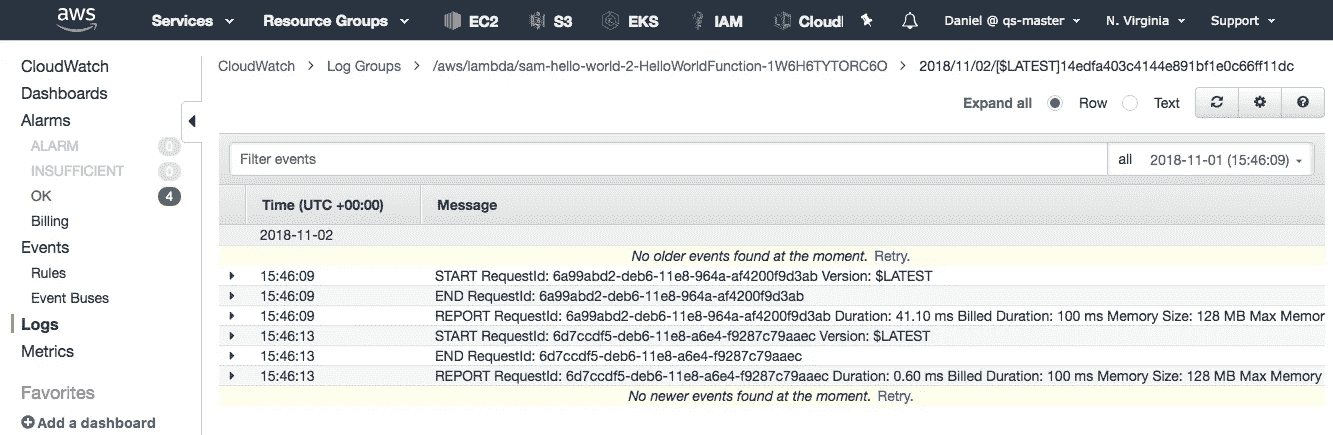 aws Services Resource Groups EC2 S3 EKS IAM Cloud Daniel @ qs-master N. Virginia Support
CloudWatch
Dashboards
Alarms
ALARM 0
INSUFFICIENT 0
OK 4
Billing
Events
Rules
Event Buses
Logs
Metrics
Favorites
Add a dashboard
CloudWatch > Log Groups > /aws/lambda/sam-hello-world-2-HelloWorldFunction-1W6H6TYTORC6O > 2018/11/02/[$LATEST]14edfa403c4144e891bf1e0c66ff11dc
Expand all Row Text
Filter events all 2018-11-01 (15:46:09)
Time (UTC +00:00) Message
2018-11-02
No older events found at the moment. Retry.
15:46:09 START RequestId: 6a99abd2-deb6-11e8-964a-af4200f9d3ab Version: $LATEST
15:46:09 END RequestId: 6a99abd2-deb6-11e8-964a-af4200f9d3ab
15:46:09 REPORT RequestId: 6a99abd2-deb6-11e8-964a-af4200f9d3ab Duration: 41.10 ms Billed Duration: 100 ms Memory Size: 128 MB Max Memor
15:46:13 START RequestId: 6d7ccdf5-deb6-11e8-a6e4-f9287c79aaec Version: $LATEST
15:46:13 END RequestId: 6d7ccdf5-deb6-11e8-a6e4-f9287c79aaec
15:46:13 REPORT RequestId: 6d7ccdf5-deb6-11e8-a6e4-f9287c79aaec Duration: 0.60 ms Billed Duration: 100 ms Memory Size: 128 MB Max Memory
No newer events found at the moment. Retry.